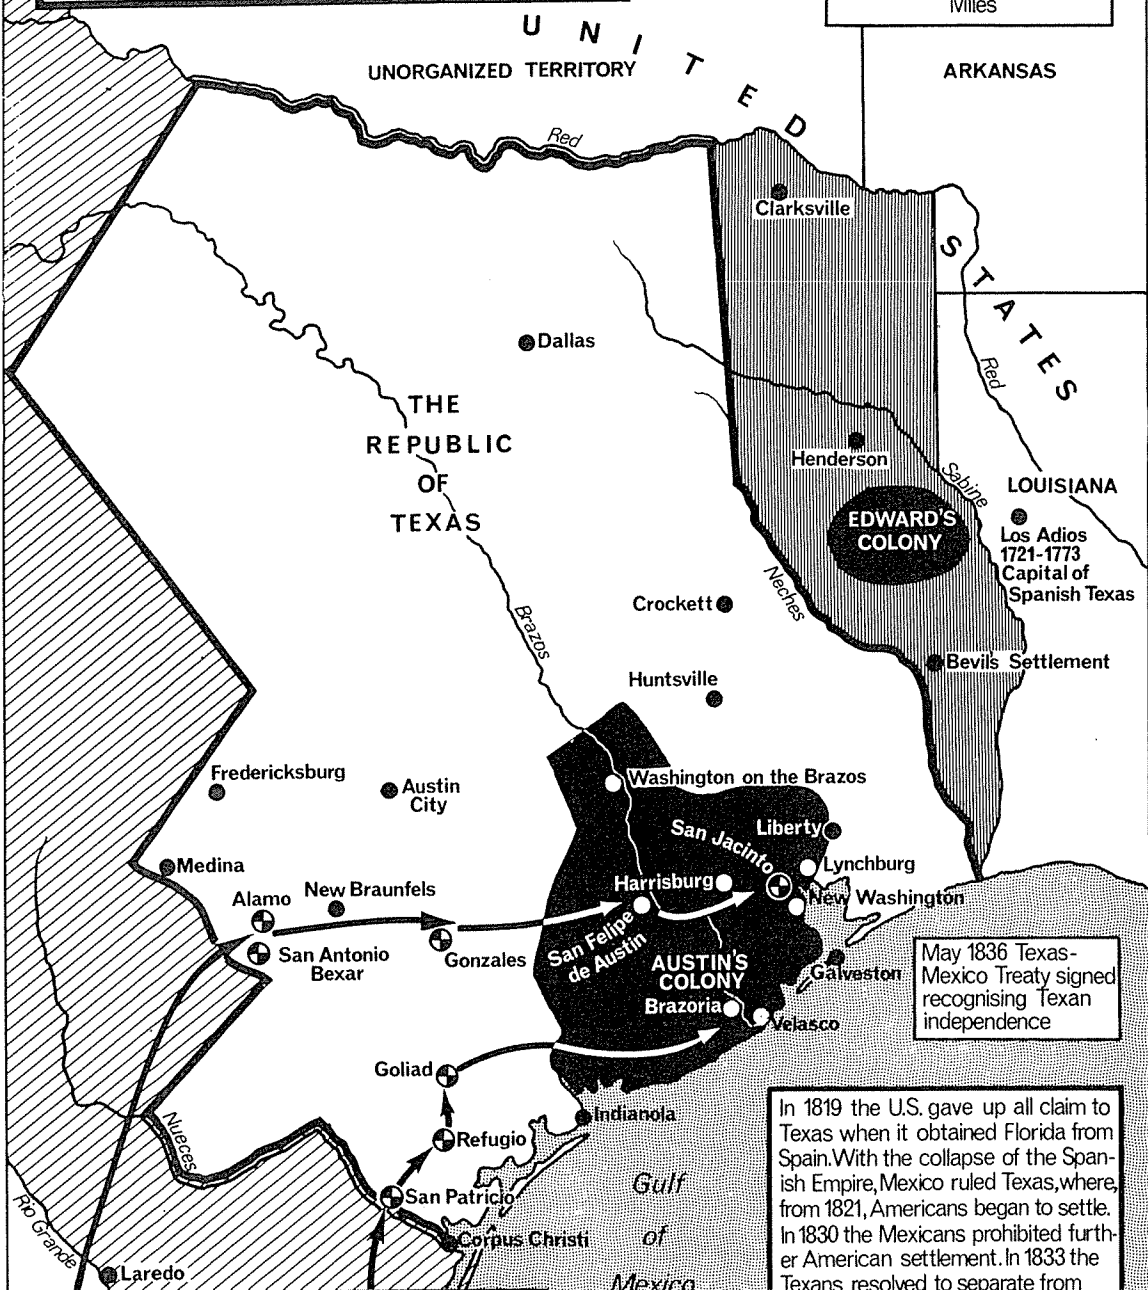 Miles
UNITED
STATES
UNORGANIZED TERRITORY
ARKANSAS
Red
Clarksville
Dallas
Red
THE
REPUBLIC
OF
TEXAS
Henderson
Sabine
LOUISIANA
EDWARD'S
COLONY
Los Adios
1721-1773
Capital of
Spanish Texas
Neches
Crockett
Brazos
Bevil's Settlement
Huntsville
Fredericksburg
Austin
City
Washington on the Brazos
San Jacinto
Liberty
Medina
Lynchburg
Harrisburg
Alamo
New Braunfels
New Washington
San Felipe
de Austin
San Antonio
Bexar
Gonzales
AUSTIN'S
COLONY
Galveston
Brazoria
Velasco
May 1836 Texas-
Mexico Treaty signed
recognising Texan
independence
Goliad
Indianola
Nueces
Refugio
San Patricio
Corpus Christi
Rio Grande
Laredo
Gulf
of
Mexico
In 1819 the U.S. gave up all claim to
Texas when it obtained Florida from
Spain. With the collapse of the Span-
ish Empire, Mexico ruled Texas, where,
from 1821, Americans began to settle.
In 1830 the Mexicans prohibited furth-
er American settlement. In 1833 the
Texans resolved to separate from